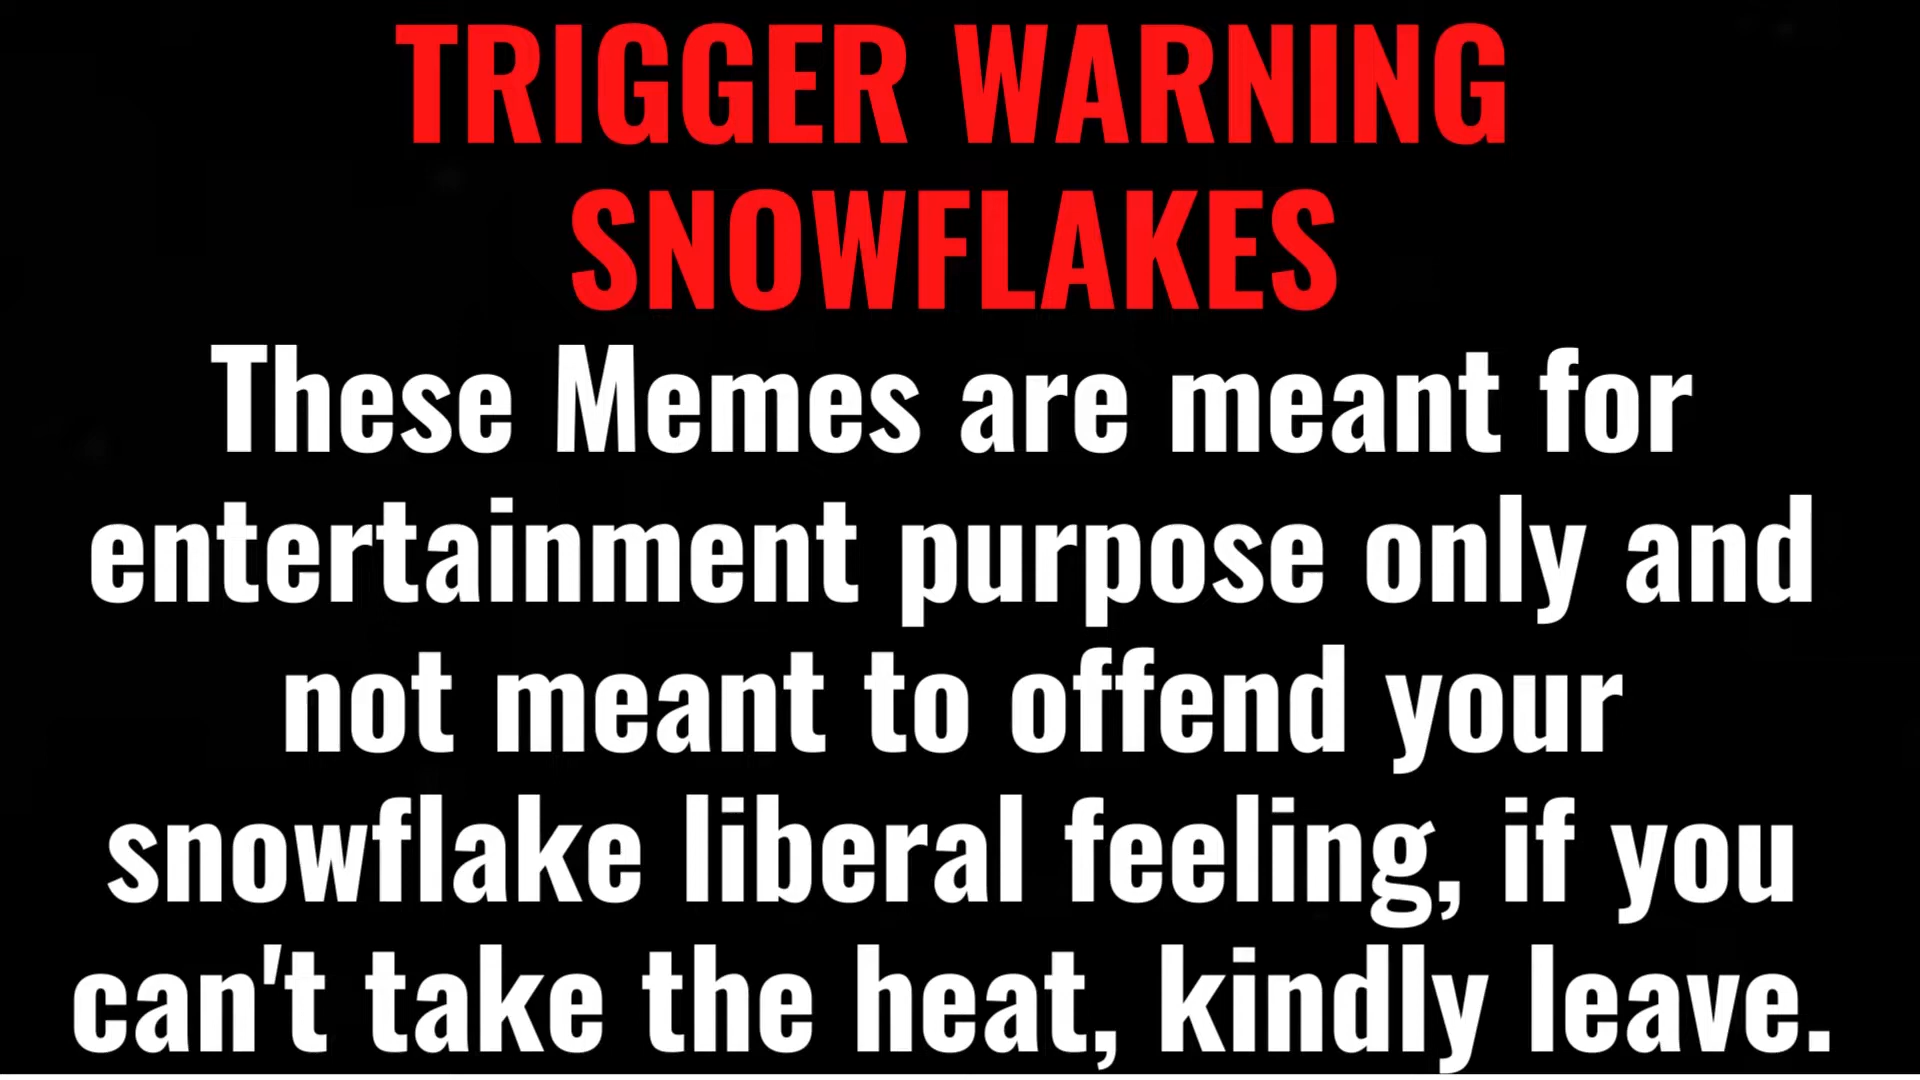 TRIGGER WARNING
SNOWFLAKES
These Memes are meant for
entertainment purpose only and
not meant to offend your
snowflake liberal feeling, if you
can't take the heat, kindly leave.